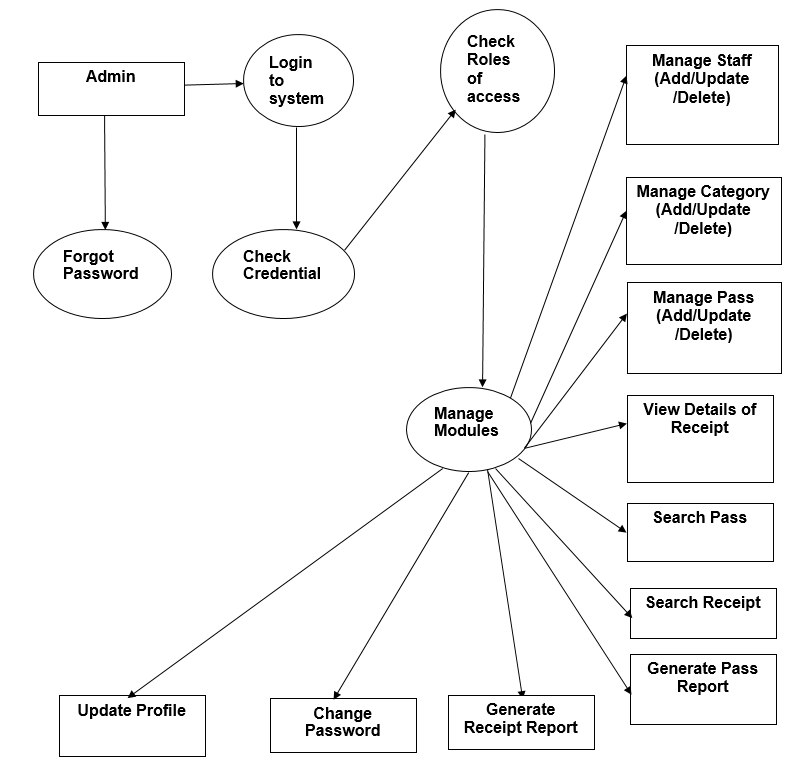 Admin
Login
to
system
Check
Roles
of
access
Forgot
Password
Check
Credential
Manage Staff
(Add/Update
/Delete)
Manage Category
(Add/Update
/Delete)
Manage Pass
(Add/Update
/Delete)
Manage
Modules
View Details of
Receipt
Search Pass
Search Receipt
Generate Pass
Report
Update Profile
Change
Password
Generate
Receipt Report